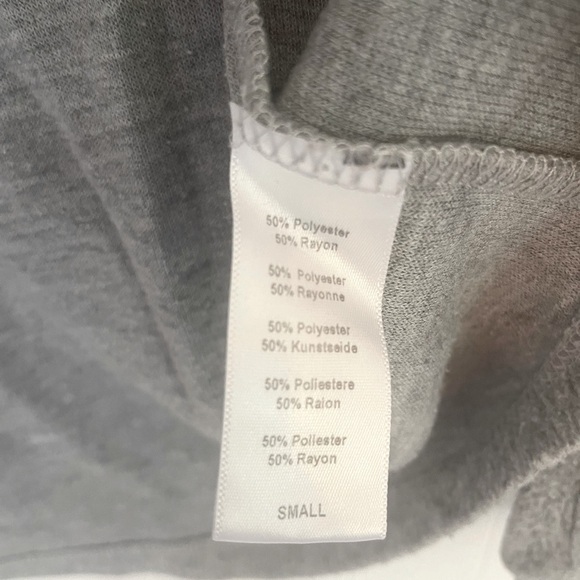 50% Polyester
50% Rayon
50% Polyester
50% Rayonne
50% Polyester
50% Kunstseide
50% Poliestere
50% Raion
50% Poliester
50% Rayon
SMALL